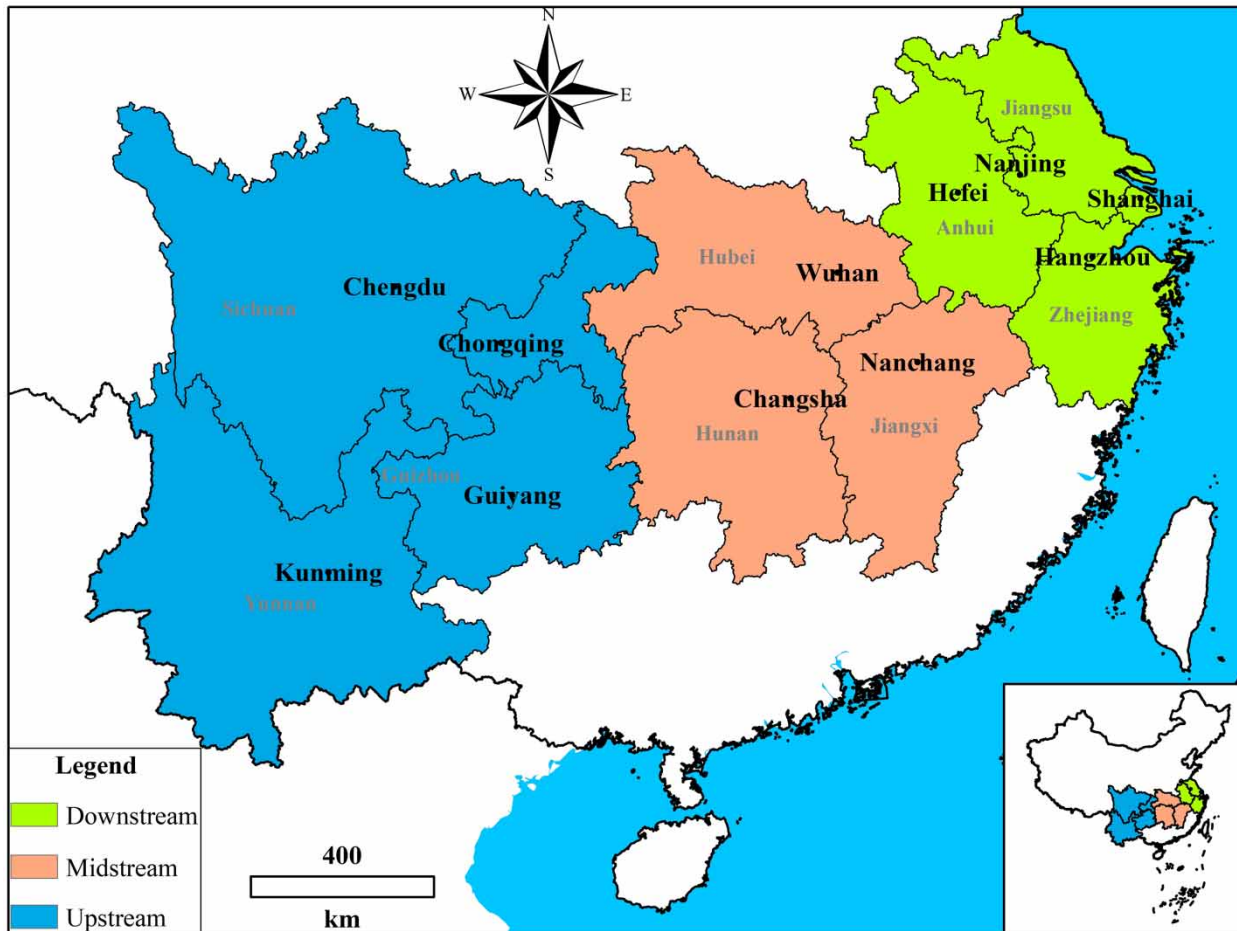 N
W
E
S
Jiangsu
Nanjing
Hefei
Shanghai
Anhui
Hubei
Wuhan
Hangzhou
Chengdu
Sichuan
Zhejiang
Chongqing
Nanchang
Changsha
Hunan
Jiangxi
Guizhou
Guiyang
Kunming
Yunnan
Legend
Downstream
Midstream
Upstream
400
km